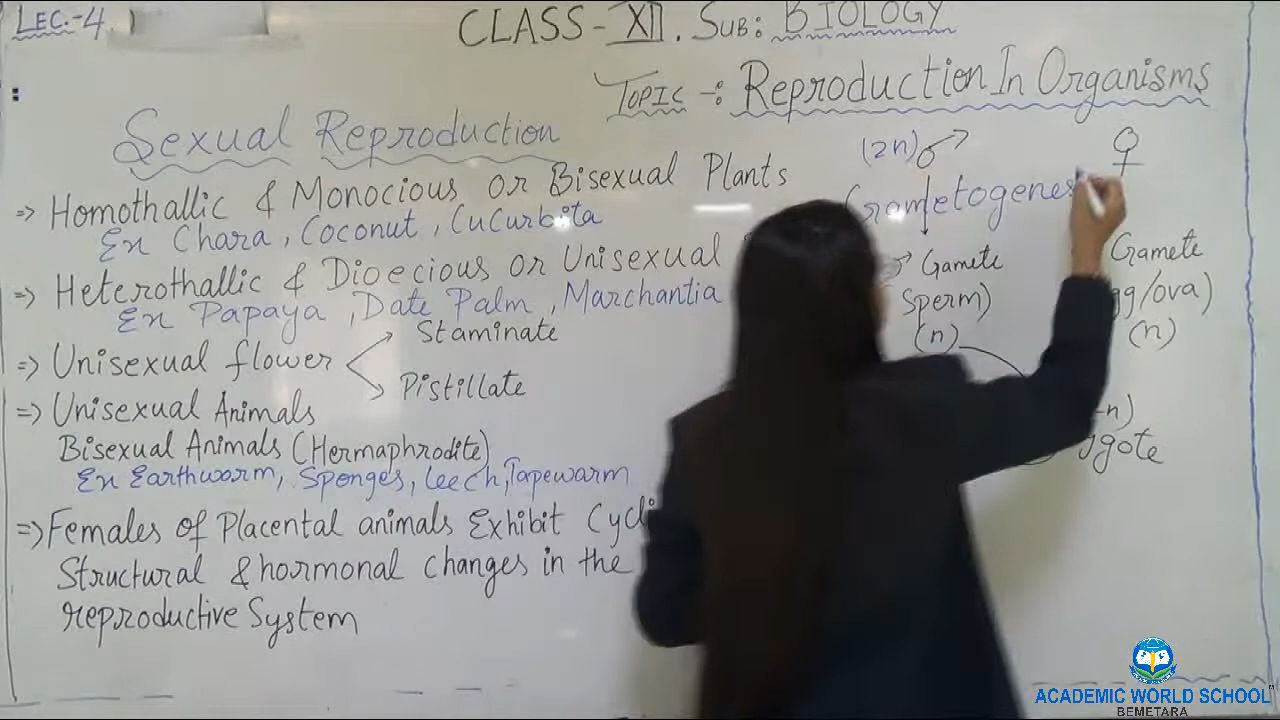 LEC.-4
CLASS-XII. SUB: BIOLOGY
TOPIC -: Reproduction In Organisms
Sexual Reproduction
=> Homothallic & Monocious or Bisexual Plants
Ex Chara, Coconut, CuCurbita
=> Heterothallic & Dioecious or Unisexual
Ex Papaya, Date Palm, Marchantia
=> Unisexual flower
Staminate
Pistillate
=> Unisexual Animals
Bisexual Animals (Hermaphrodite)
Ex Earthworm, Sponges, Leech, Tapewarm
=> Females of Placental animals Exhibit
Structural & hormonal Changes in the
reproductive System
(2n) ♂ ♀
Gametogenes
♂ Gamete
Sperm)
(n)
Gamete
/ova)
(n)
ACADEMIC WORLD SCHOOL
BEMETARA